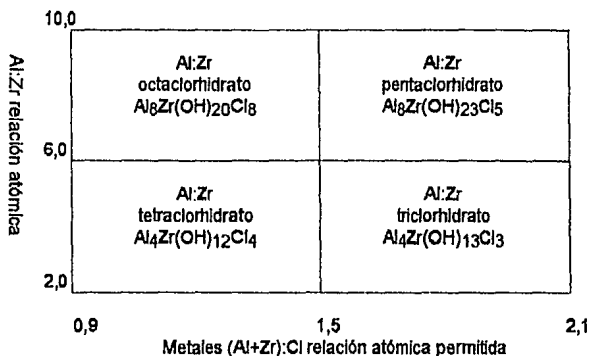 10,0
Al:Zr relación atómica
Al:Zr
octaclorhidrato
Al8Zr(OH)20Cl8
Al:Zr
pentaclorhidrato
Al8Zr(OH)23Cl5
6,0
Al:Zr
tetraclorhidrato
Al4Zr(OH)12Cl4
Al:Zr
triclorhidrato
Al4Zr(OH)13Cl3
2,0
0,9
1,5
2,1
Metales (Al+Zr):Cl relación atómica permitida